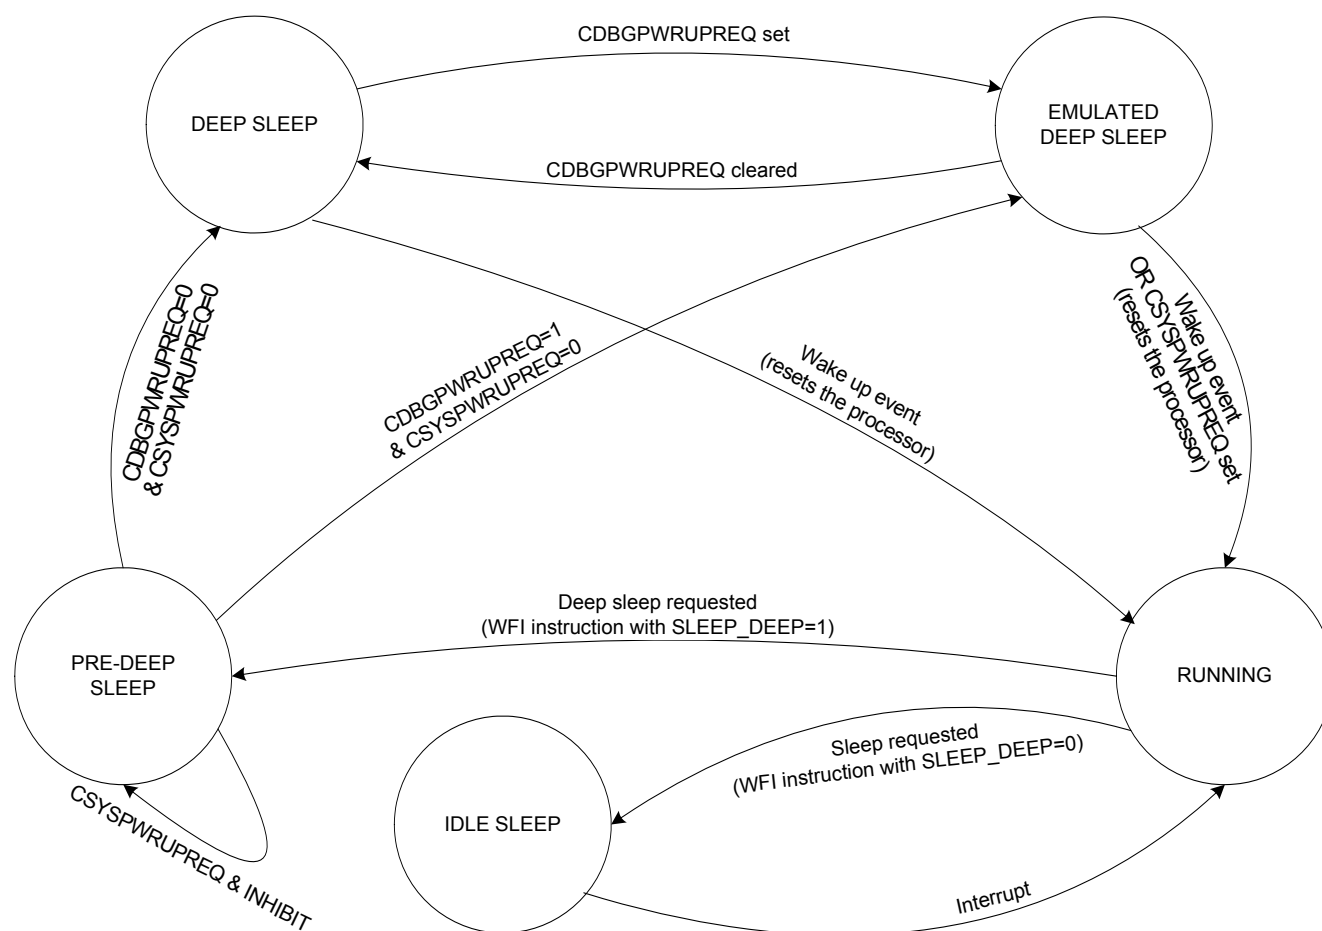 CDBGPWRUPREQ set
DEEP SLEEP
EMULATED
DEEP SLEEP
CDBGPWRUPREQ cleared
CDBGPWRUPREQ=0
& CSYSPWRUPREQ=0
CDBGPWRUPREQ=1
& CSYSPWRUPREQ=0
Wake up event
(resets the processor)
Wake up event
OR CSYSPWRUPREQ set
(resets the processor)
Deep sleep requested
(WFI instruction with SLEEP_DEEP=1)
PRE-DEEP
SLEEP
RUNNING
Sleep requested
(WFI instruction with SLEEP_DEEP=0)
IDLE SLEEP
CSYSPWRUPREQ & INHIBIT
Interrupt